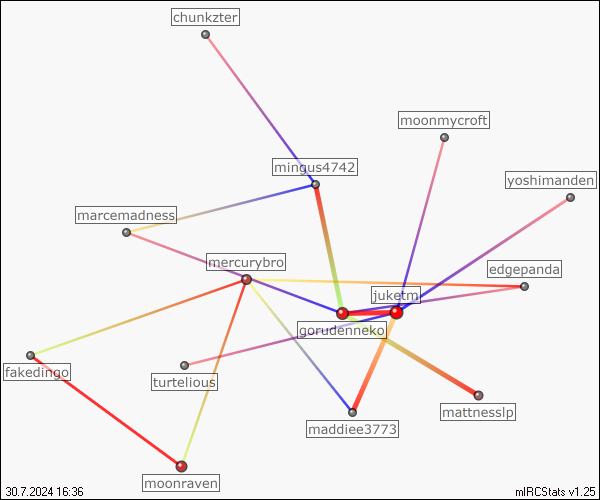 chunkzter
moonmycroft
mingus4742
yoshimanden
marcemadness
mercurybro
edgepanda
juketm
gorudenneko
fakedingo
turtelious
mattnesslp
maddiee3773
moonraven
30.7.2024 16:36
mIRCStats v1.25